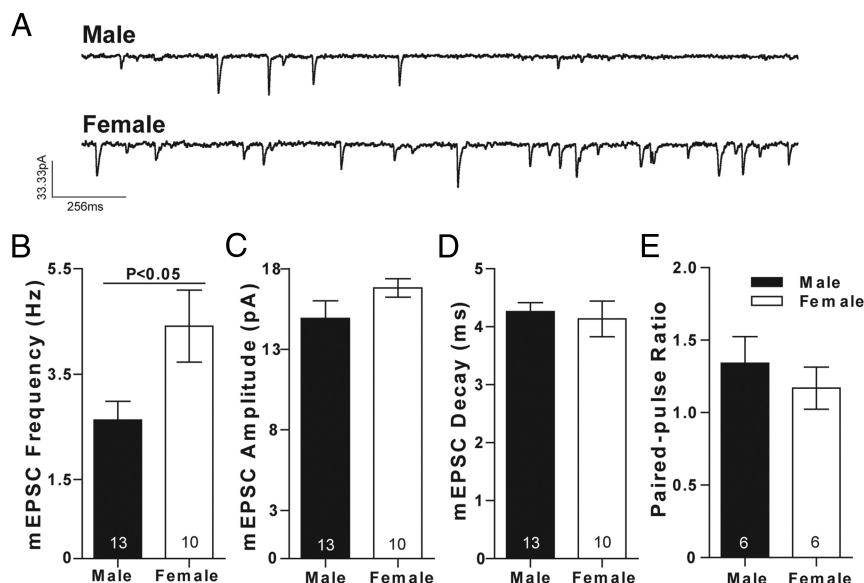 A
Male
Female
33.33pA
256ms
B
mEPSC Frequency (Hz)
5.5
3.5
1.5
0
P<0.05
13
10
Male
Female
C
mEPSC Amplitude (pA)
18
13
8
3
0
13
10
Male
Female
D
mEPSC Decay (ms)
5
4
4
2
1
0
13
10
Male
Female
E
Paired-pulse Ratio
2.0
1.5
1.0
0.5
0
Male
Female
6
6
Male
Female